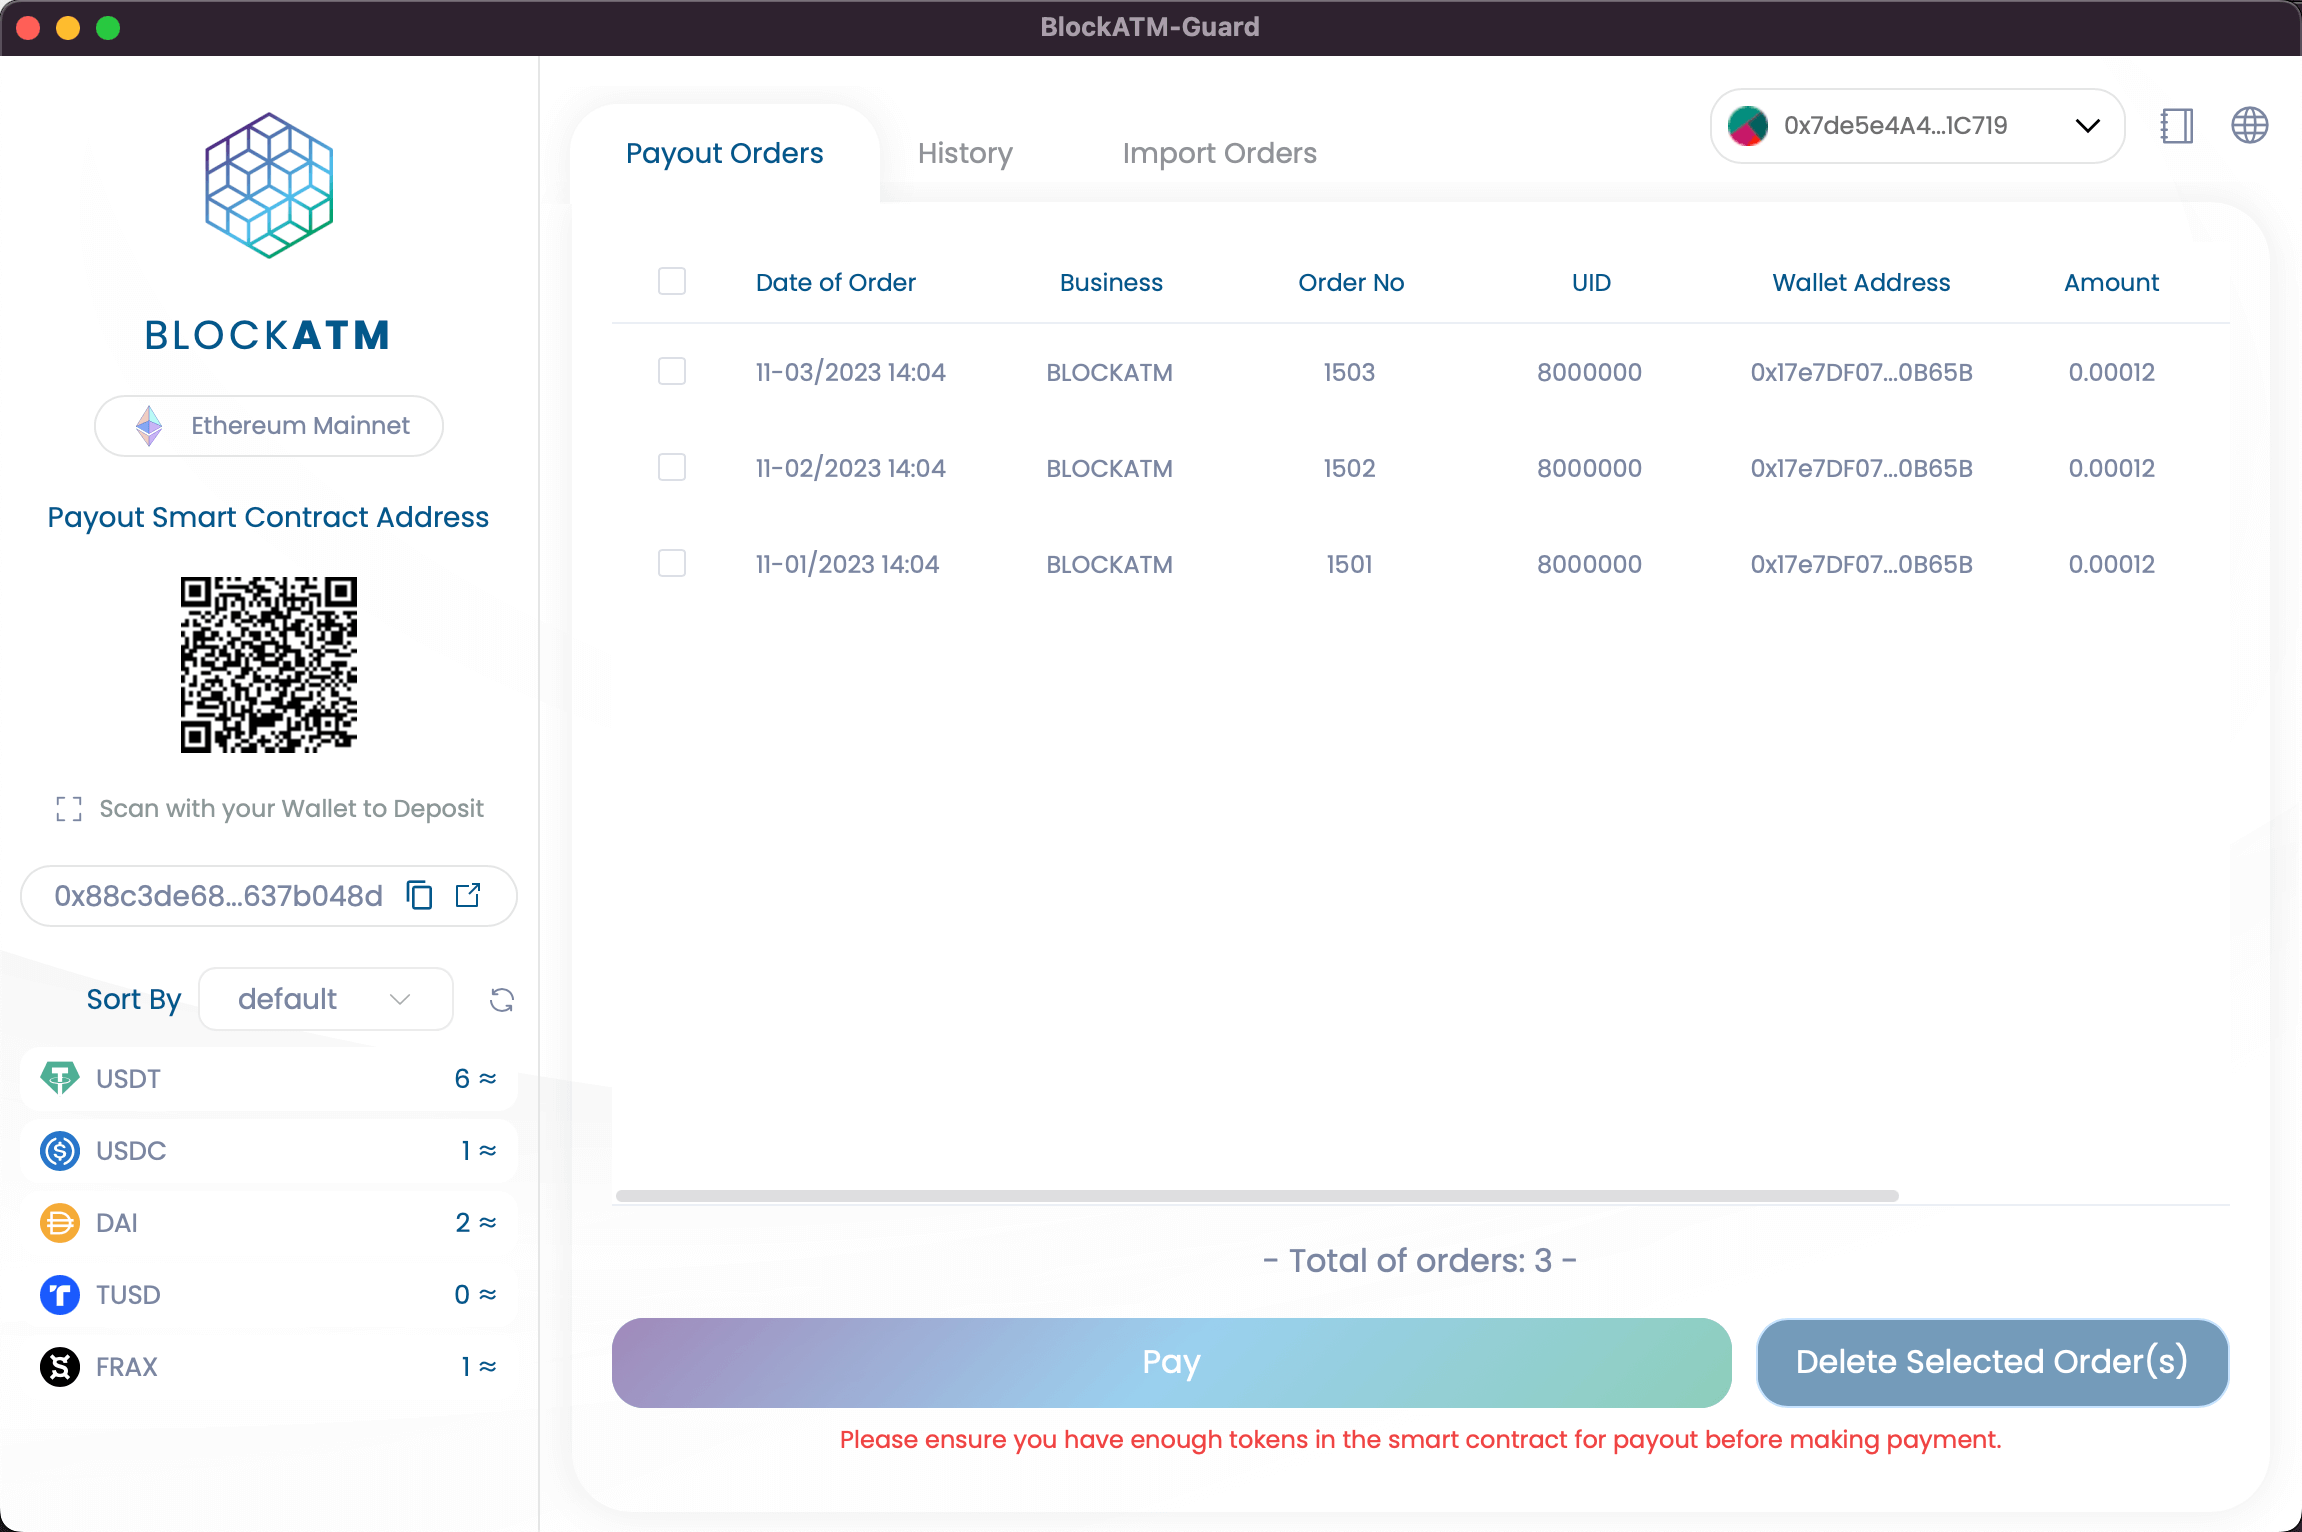 BlockATM-Guard
BLOCKATM
Ethereum Mainnet
Payout Smart Contract Address
Scan with your Wallet to Deposit
0x88c3de68...637b048d
Sort By default
USDT 6 ≈
USDC 1 ≈
DAI 2 ≈
TUSD 0 ≈
FRAX 1 ≈
Payout Orders History Import Orders
0x7de5e4A4...1C719
Date of Order Business Order No UID Wallet Address Amount
11-03/2023 14:04 BLOCKATM 1503 8000000 0x17e7DF07...0B65B 0.00012
11-02/2023 14:04 BLOCKATM 1502 8000000 0x17e7DF07...0B65B 0.00012
11-01/2023 14:04 BLOCKATM 1501 8000000 0x17e7DF07...0B65B 0.00012
- Total of orders: 3 -
Pay
Delete Selected Order(s)
Please ensure you have enough tokens in the smart contract for payout before making payment.